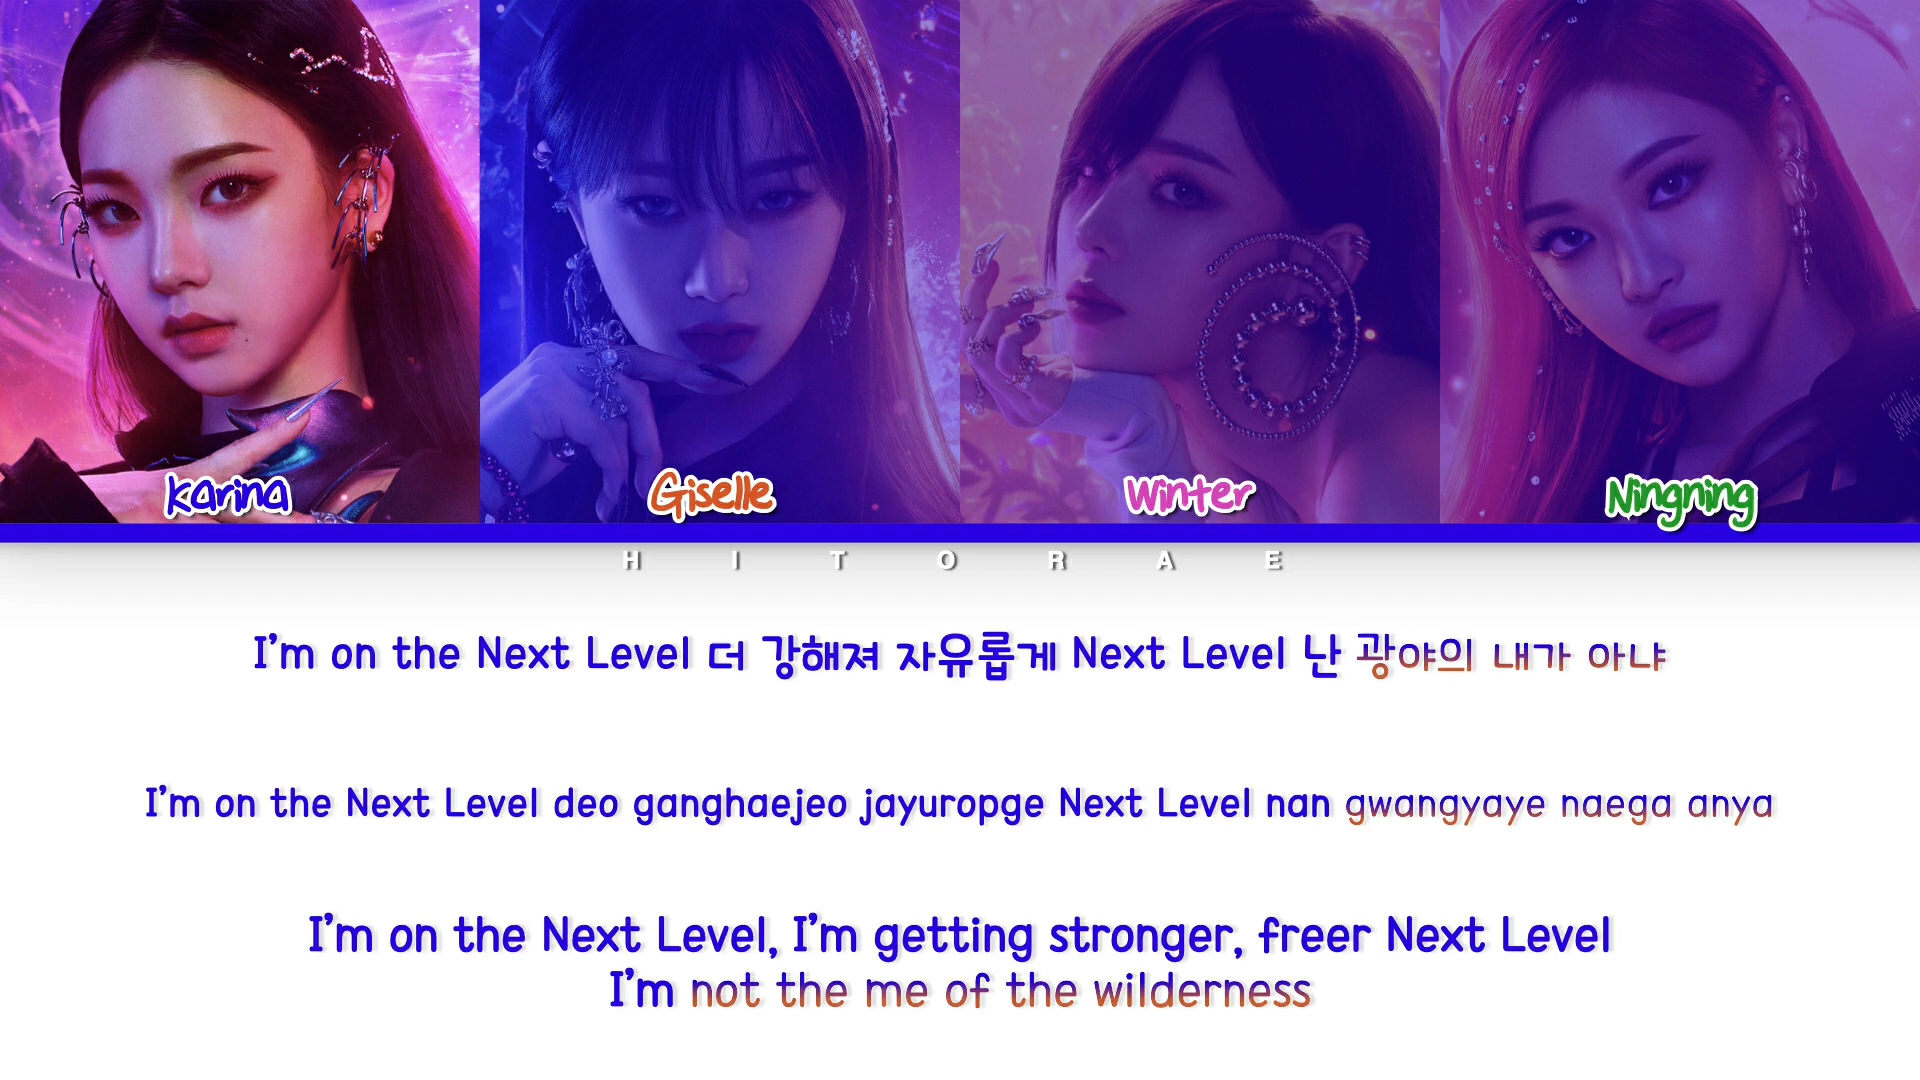 Karina
Giselle
Winter
Ningning
H I T O R A E
I'm on the Next Level 더 강해져 자유롭게 Next Level 난 광야의 내가 아냐
I'm on the Next Level deo ganghaejeo jayuropge Next Level nan gwangyaye naega anya
I'm on the Next Level, I'm getting stronger, freer Next Level
I'm not the me of the wilderness